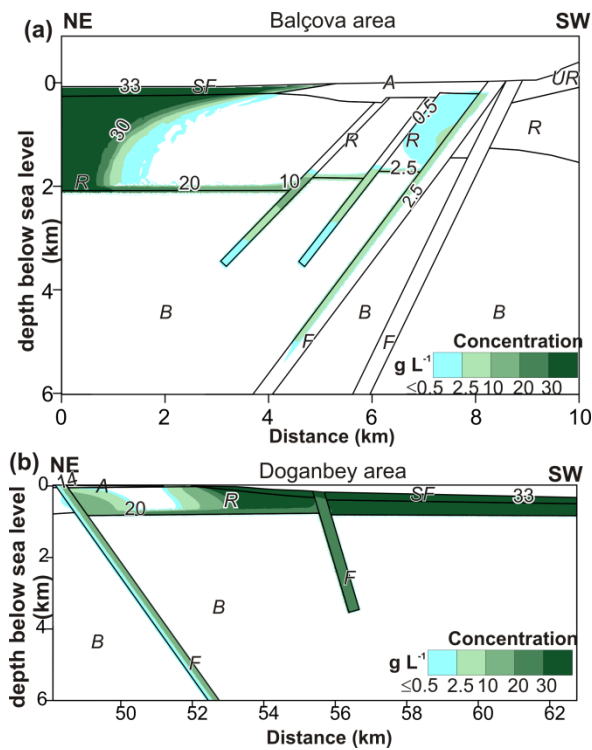 (a) NE Balçova area SW
0 33 SF A UR
30 0.5 R R R
R 20 10 2.5
2 2.5
4 B B B
F F
6
depth below sea level (km)
Concentration
g L⁻¹
≤0.5 2.5 10 20 30
0 2 4 6 8 10
Distance (km)
(b) NE Doganbey area SW
0 14 A R SF 33
20
2 F
B
4 B
F
6
depth below sea level (km)
Concentration
g L⁻¹
≤0.5 2.5 10 20 30
50 52 54 56 58 60 62
Distance (km)